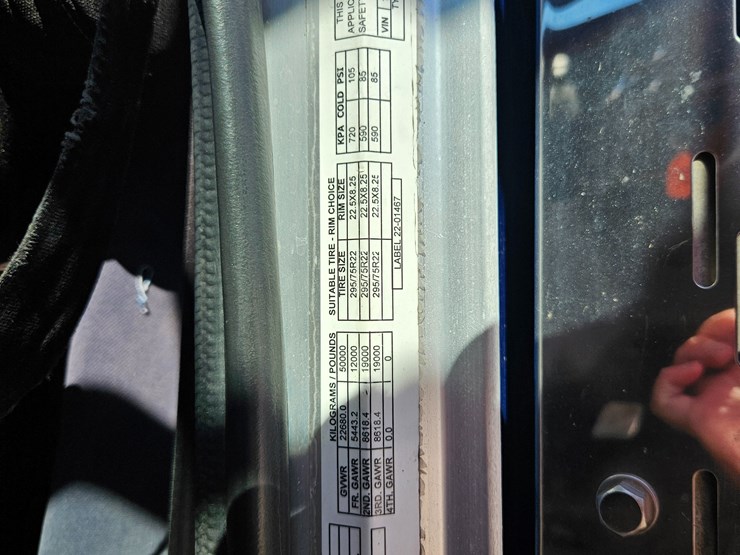 KILOGRAMS / POUNDS
GVWR 22680.0 50000
FR. GAWR 5443.2 12000
2ND. GAWR 8618.4 19000
3RD. GAWR 8618.4 19000
4TH. GAWR 0.0 0
SUITABLE TIRE - RIM CHOICE
TIRE SIZE RIM SIZE KPA COLD PSI
295/75R22 22.5X8.25 720 105
295/75R22 22.5X8.25 590 85
295/75R22 22.5X8.25 590 85
LABEL 22-01467
THIS
APPLIC
SAFET
VIN
TY